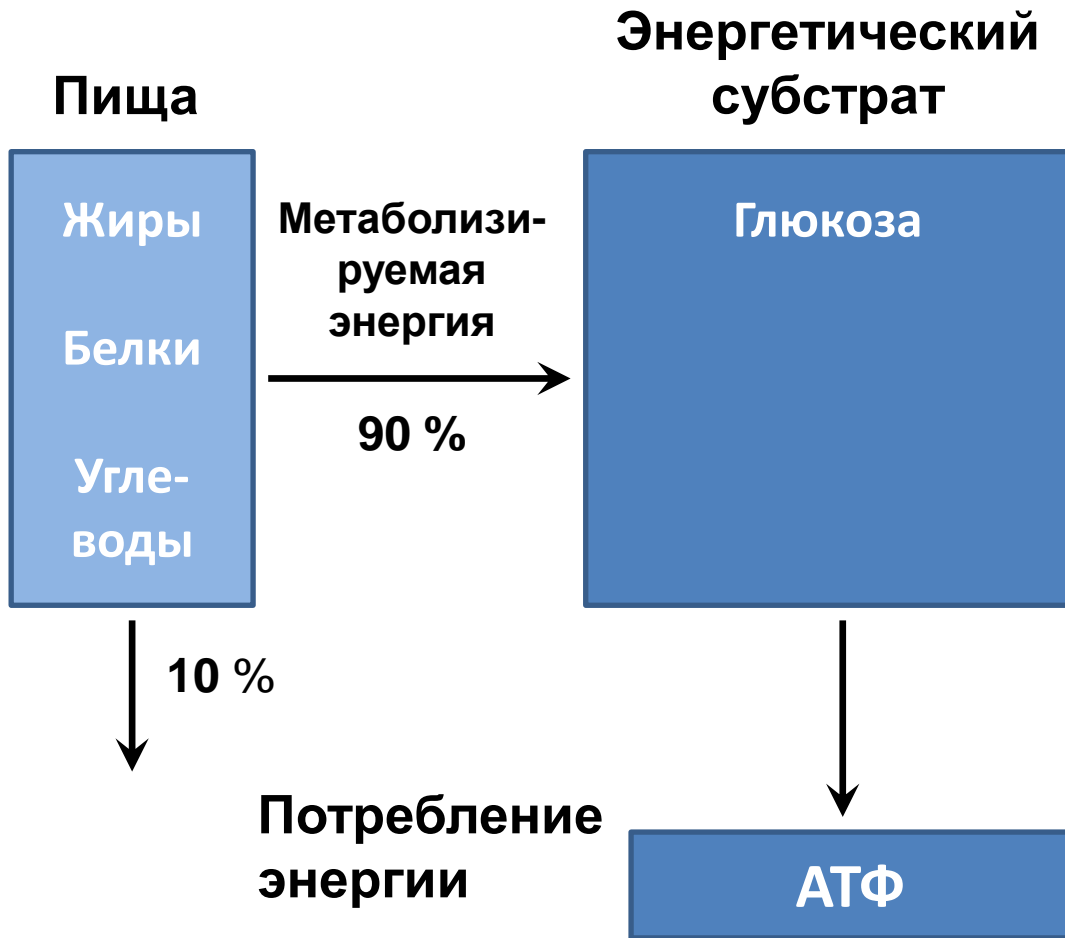 Пища
Энергетический
субстрат
Жиры
Белки
Угле-
воды
Метаболизи-
руемая
энергия
90 %
Глюкоза
10 %
Потребление
энергии
АТФ